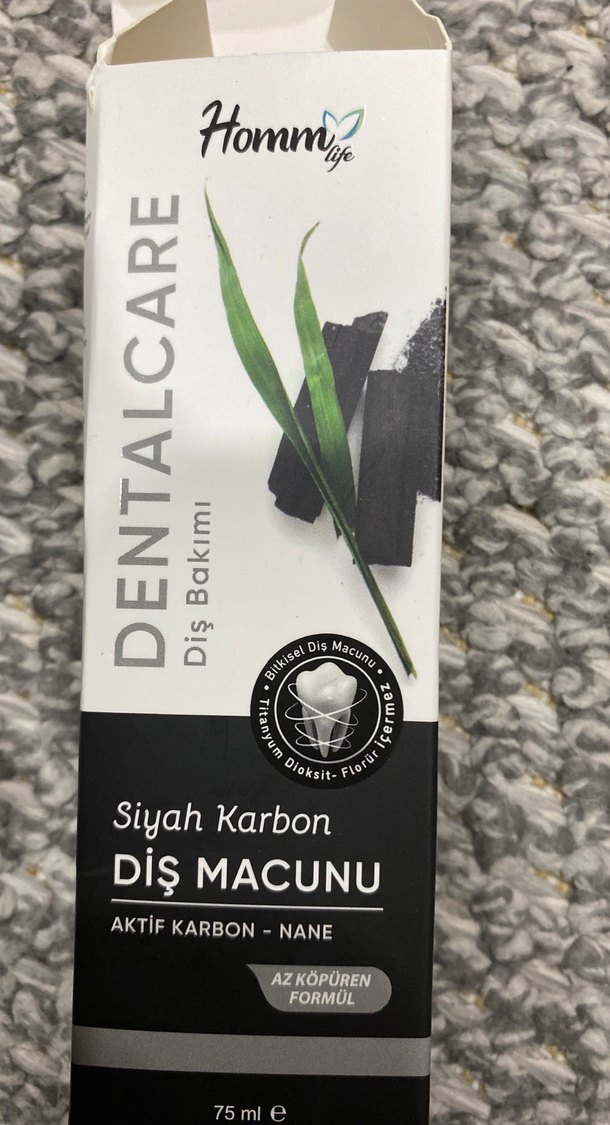 Homm
life
DENTALCARE
Diş Bakımı
Bitkisel Diş Macunu
Titanyum Dioksit- Florür içermez
Siyah Karbon
DİŞ MACUNU
AKTİF KARBON - NANE
AZ KÖPÜREN
FORMÜL
75 ml e